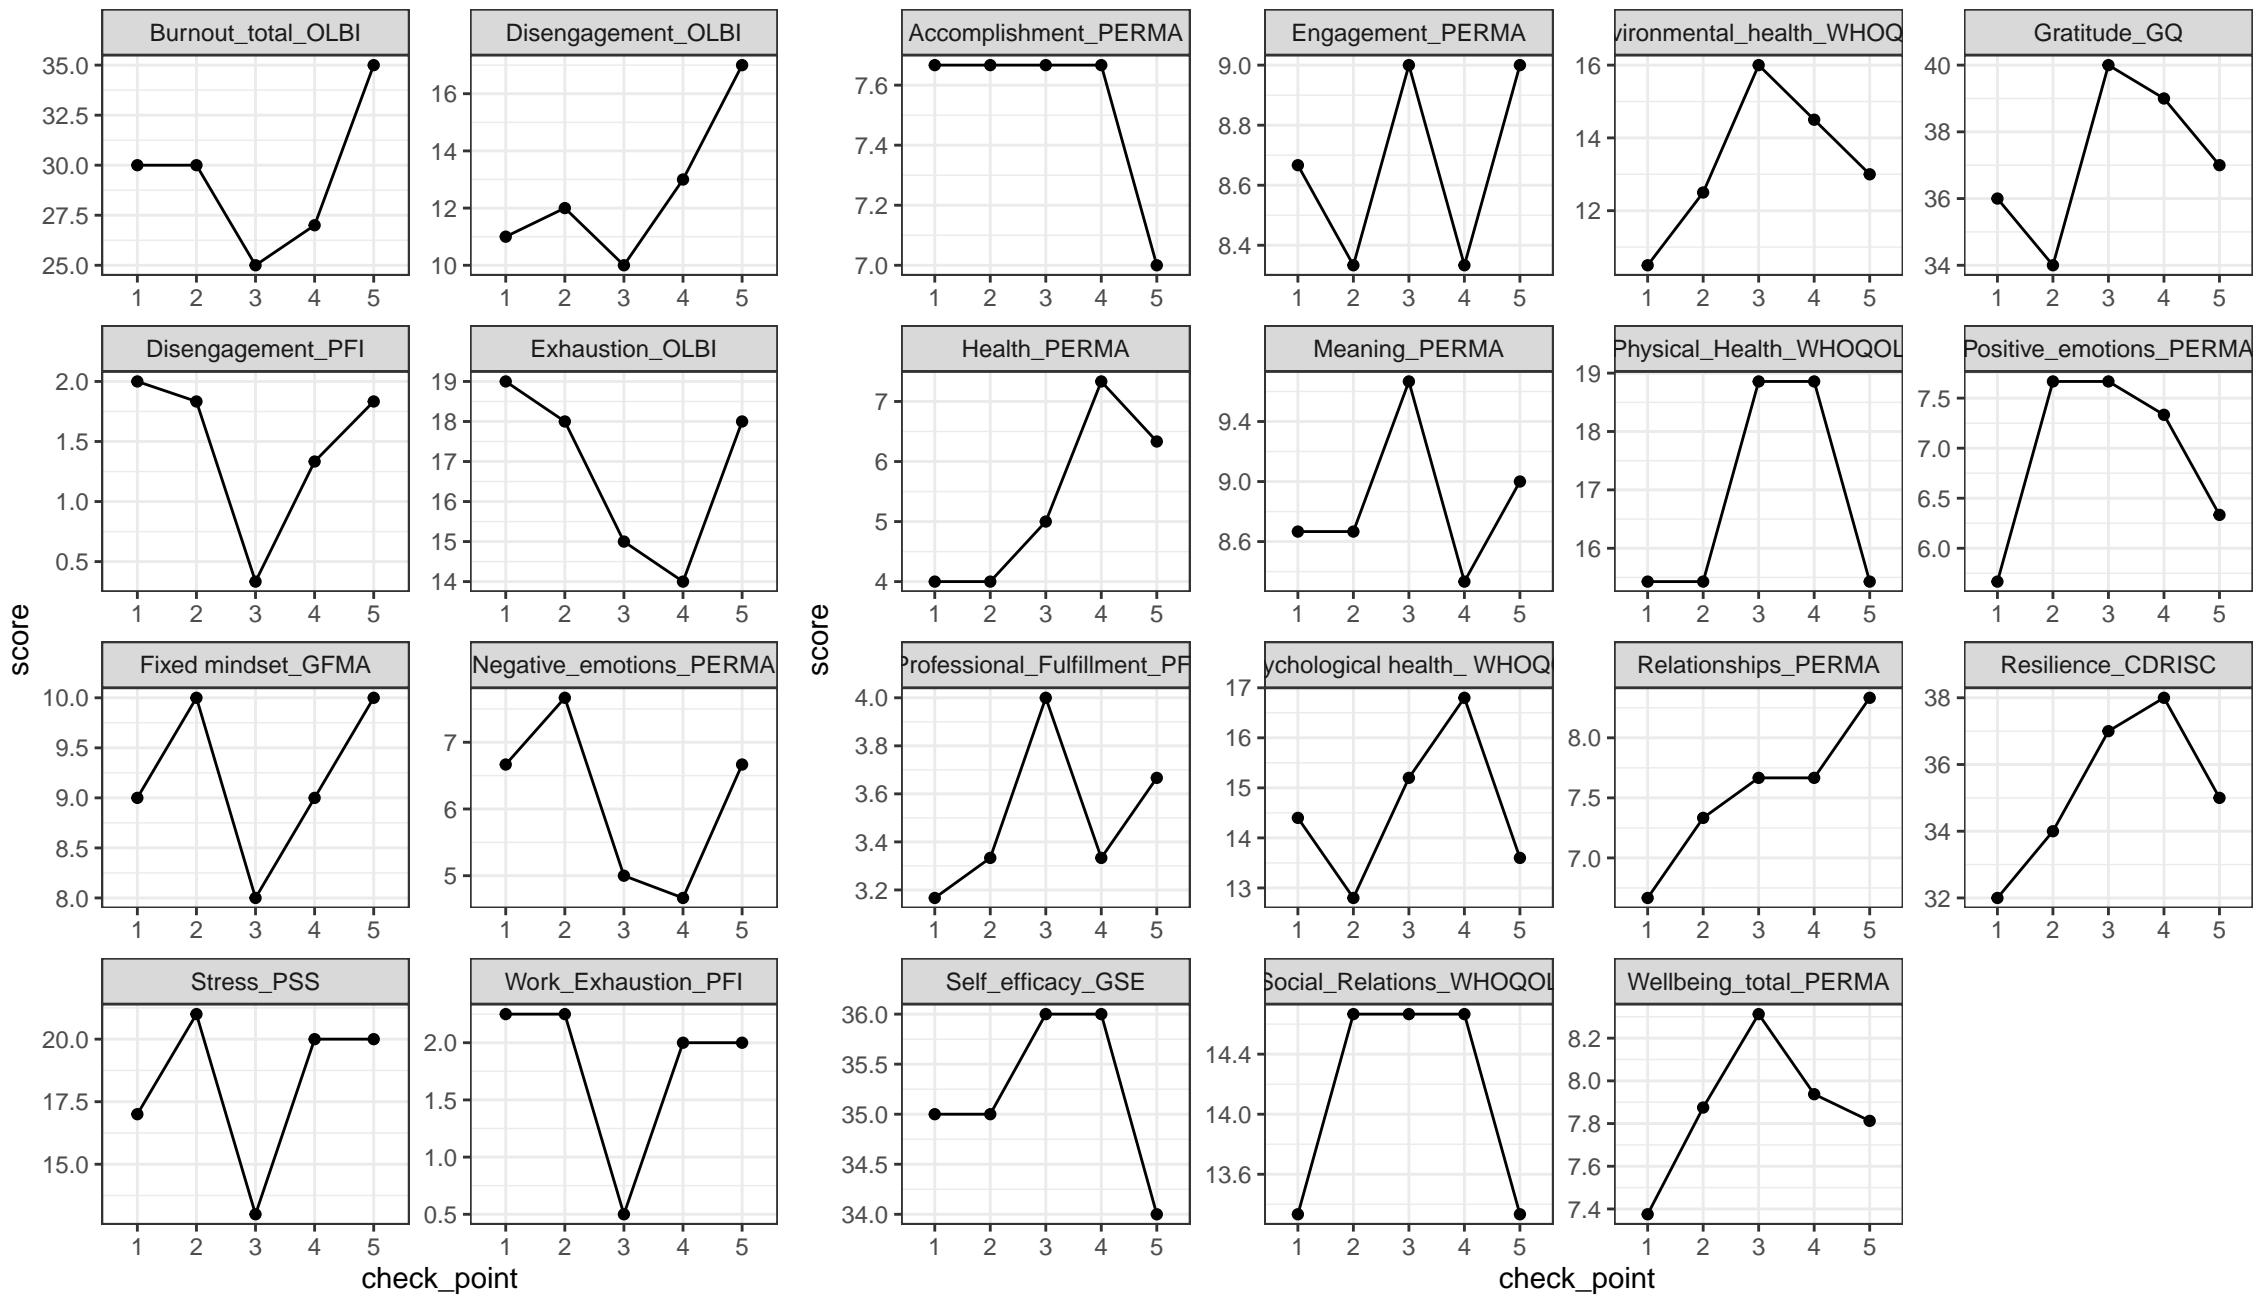 Burnout_total_OLBI
35.0
32.5
30.0
27.5
25.0
1 2 3 4 5
Disengagement_OLBI
16
14
12
10
1 2 3 4 5
Disengagement_PFI
2.0
1.5
1.0
0.5
1 2 3 4 5
Exhaustion_OLBI
19
18
17
16
15
14
1 2 3 4 5
score
Fixed mindset_GFMA
10.0
9.5
9.0
8.5
8.0
1 2 3 4 5
Negative_emotions_PERMA
7
6
5
1 2 3 4 5
Stress_PSS
20.0
17.5
15.0
1 2 3 4 5
Work_Exhaustion_PFI
2.0
1.5
1.0
0.5
1 2 3 4 5
check_point
Accomplishment_PERMA
7.6
7.4
7.2
7.0
1 2 3 4 5
Engagement_PERMA
9.0
8.8
8.6
8.4
1 2 3 4 5
vironmental_health_WHOQ
16
14
12
1 2 3 4 5
Gratitude_GQ
40
38
36
34
1 2 3 4 5
Health_PERMA
7
6
5
4
1 2 3 4 5
Meaning_PERMA
9.4
9.0
8.6
1 2 3 4 5
Physical_Health_WHOQOL
19
18
17
16
1 2 3 4 5
Positive_emotions_PERMA
7.5
7.0
6.5
6.0
1 2 3 4 5
score
Professional_Fulfillment_PF
4.0
3.8
3.6
3.4
3.2
1 2 3 4 5
ychological health_ WHOQ
17
16
15
14
13
1 2 3 4 5
Relationships_PERMA
8.0
7.5
7.0
1 2 3 4 5
Resilience_CDRISC
38
36
34
32
1 2 3 4 5
Self_efficacy_GSE
36.0
35.5
35.0
34.5
34.0
1 2 3 4 5
Social_Relations_WHOQOL
14.4
14.0
13.6
1 2 3 4 5
Wellbeing_total_PERMA
8.2
8.0
7.8
7.6
7.4
1 2 3 4 5
check_point